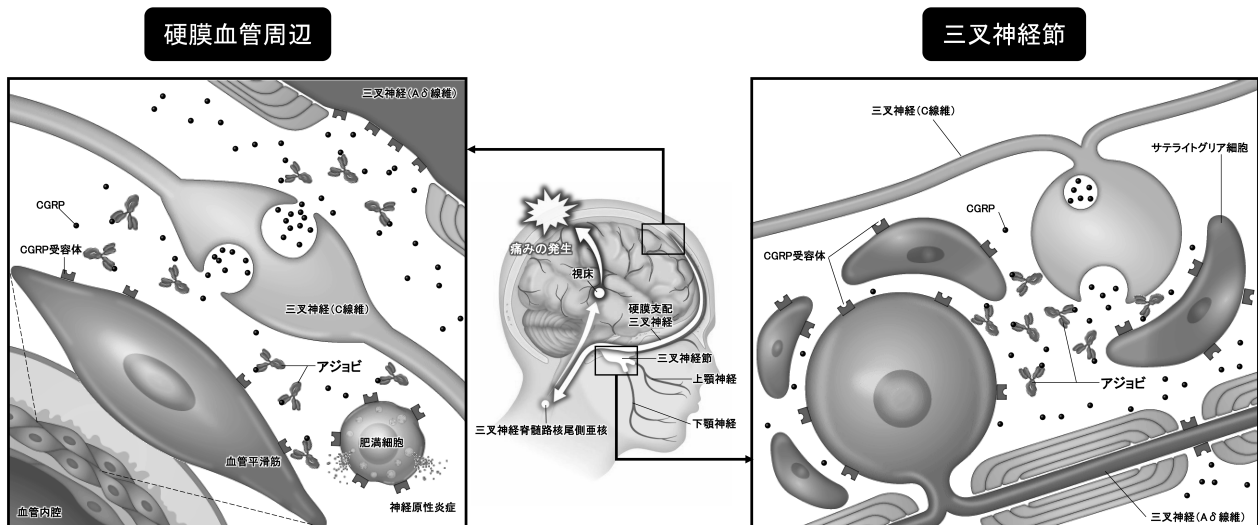 硬膜血管周辺
三叉神経(Aδ線維)
CGRP
CGRP受容体
三叉神経(C線維)
アジョビ
肥満細胞
血管平滑筋
神経原性炎症
血管内腔
痛みの発生
視床
硬膜支配
三叉神経
三叉神経節
上顎神経
下顎神経
三叉神経脊髄路核尾側亜核
三叉神経節
三叉神経(C線維)
サテライトグリア細胞
CGRP
CGRP受容体
アジョビ
三叉神経(Aδ線維)